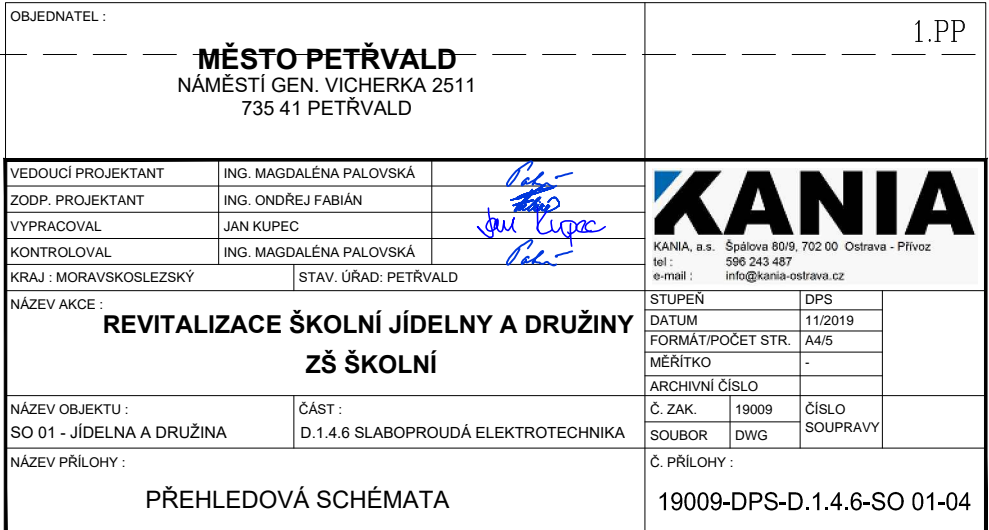 OBJEDNATEL :
1.PP
MĚSTO PETŘVALD
NÁMĚSTÍ GEN. VICHERKA 2511
735 41 PETŘVALD
VEDOUCÍ PROJEKTANT ING. MAGDALÉNA PALOVSKÁ
ZODP. PROJEKTANT ING. ONDŘEJ FABIÁN
VYPRACOVAL JAN KUPEC Jan Kupec
KONTROLOVAL ING. MAGDALÉNA PALOVSKÁ
KRAJ : MORAVSKOSLEZSKÝ STAV. ÚŘAD: PETŘVALD
KANIA
KANIA, a.s. Špálova 80/9, 702 00 Ostrava - Přívoz
tel : 596 243 487
e-mail : info@kania-ostrava.cz
NÁZEV AKCE :
REVITALIZACE ŠKOLNÍ JÍDELNY A DRUŽINY
ZŠ ŠKOLNÍ
STUPEŇ DPS
DATUM 11/2019
FORMÁT/POČET STR. A4/5
MĚŘÍTKO -
ARCHIVNÍ ČÍSLO
NÁZEV OBJEKTU :
SO 01 - JÍDELNA A DRUŽINA
ČÁST :
D.1.4.6 SLABOPROUDÁ ELEKTROTECHNIKA
Č. ZAK. 19009 ČÍSLO
SOUPRAVY
SOUBOR DWG
NÁZEV PŘÍLOHY :
PŘEHLEDOVÁ SCHÉMATA
Č. PŘÍLOHY :
19009-DPS-D.1.4.6-SO 01-04